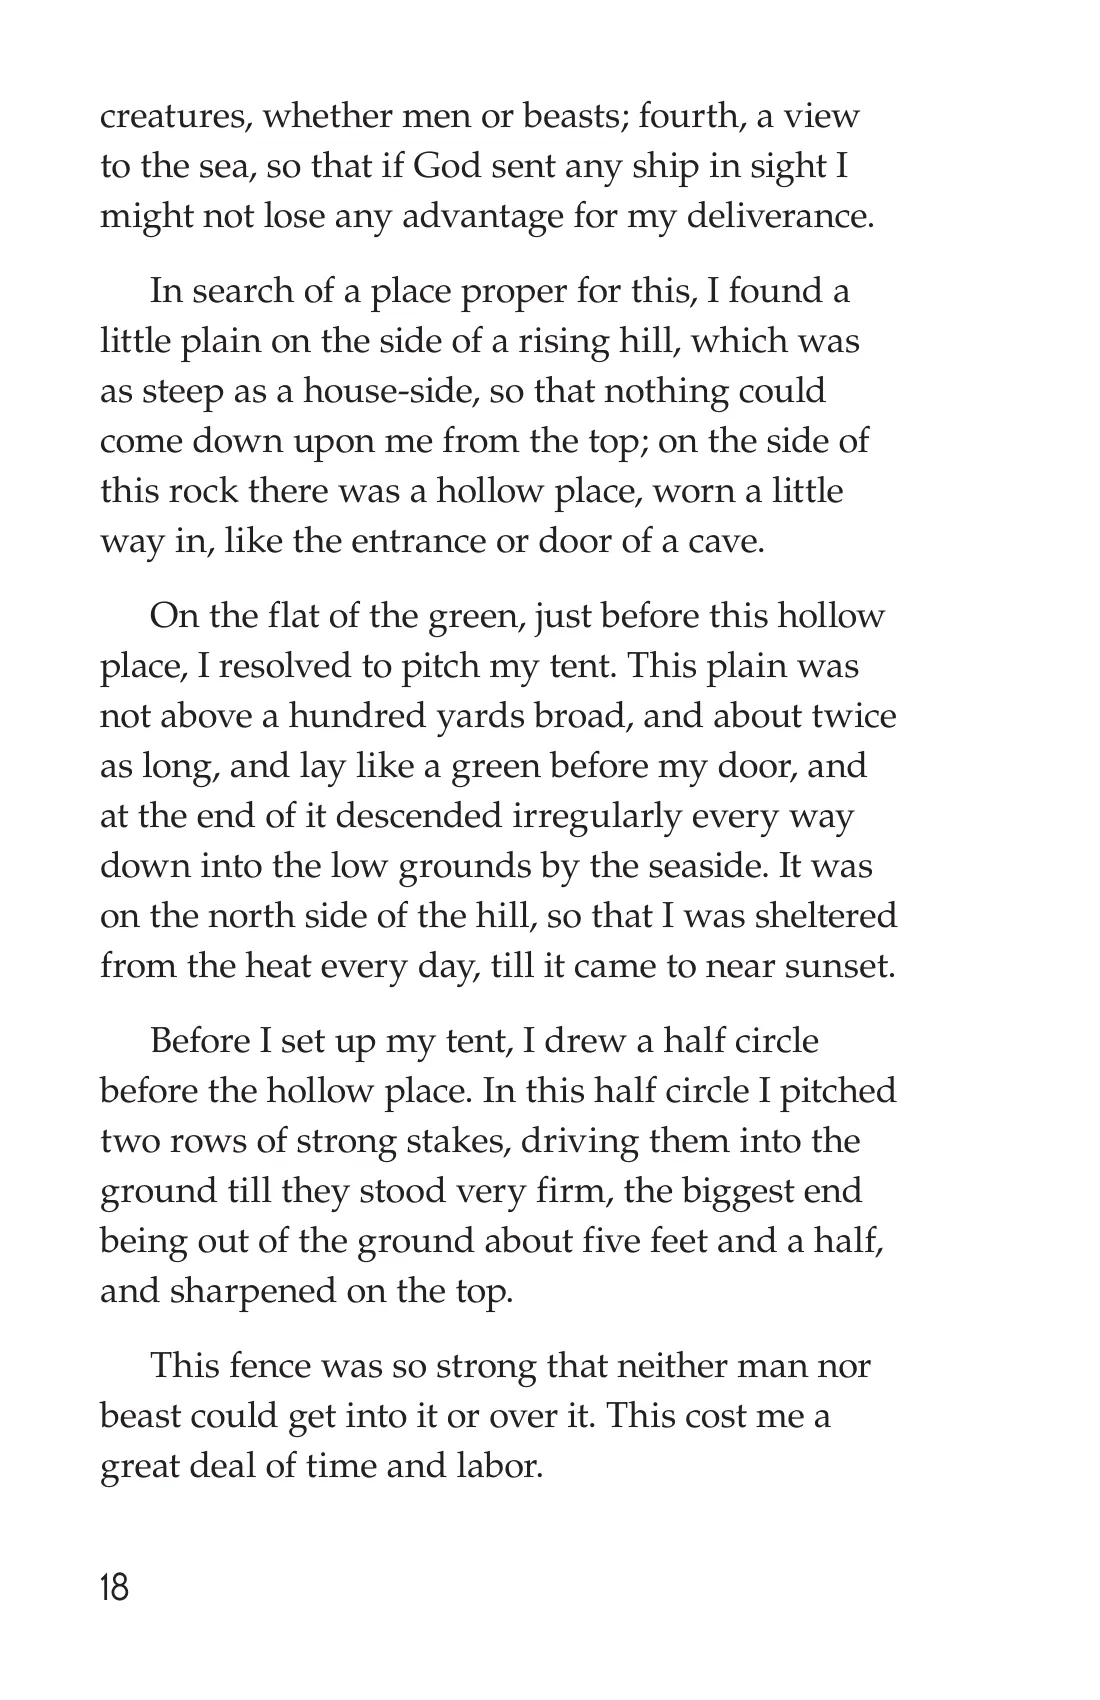 creatures, whether men or beasts; fourth, a view
to the sea, so that if God sent any ship in sight I
might not lose any advantage for my deliverance.
In search of a place proper for this, I found a
little plain on the side of a rising hill, which was
as steep as a house-side, so that nothing could
come down upon me from the top; on the side of
this rock there was a hollow place, worn a little
way in, like the entrance or door of a cave.
On the flat of the green, just before this hollow
place, I resolved to pitch my tent. This plain was
not above a hundred yards broad, and about twice
as long, and lay like a green before my door, and
at the end of it descended irregularly every way
down into the low grounds by the seaside. It was
on the north side of the hill, so that I was sheltered
from the heat every day, till it came to near sunset.
Before I set up my tent, I drew a half circle
before the hollow place. In this half circle I pitched
two rows of strong stakes, driving them into the
ground till they stood very firm, the biggest end
being out of the ground about five feet and a half,
and sharpened on the top.
This fence was so strong that neither man nor
beast could get into it or over it. This cost me a
great deal of time and labor.
18